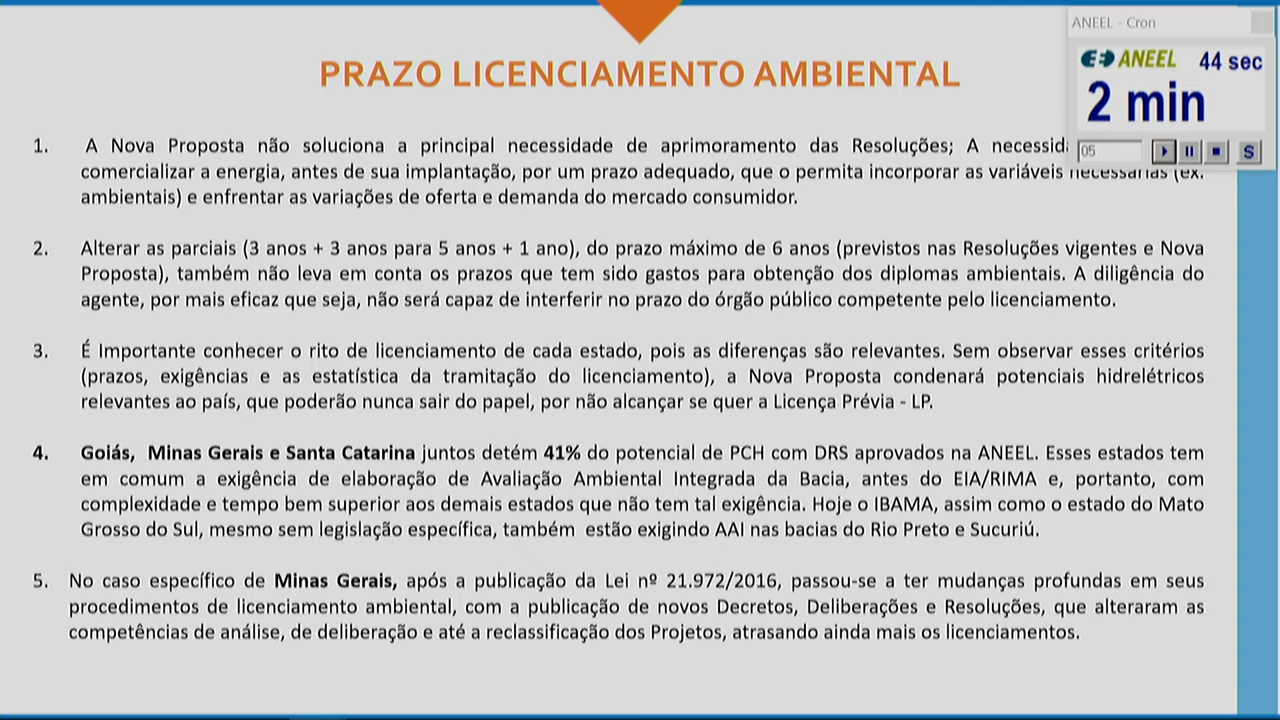 ANEEL - Cron
ANEEL 44 sec
2 min
05
S
PRAZO LICENCIAMENTO AMBIENTAL
1. A Nova Proposta não soluciona a principal necessidade de aprimoramento das Resoluções; A
comercializar a energia, antes de sua implantação, por um prazo adequado, que o permita incorporar as variáveis necessárias (ex.
ambientais) e enfrentar as variações de oferta e demanda do mercado consumidor.
2. Alterar as parciais (3 anos + 3 anos para 5 anos + 1 ano), do prazo máximo de 6 anos (previstos nas Resoluções vigentes e Nova
Proposta), também não leva em conta os prazos que tem sido gastos para obtenção dos diplomas ambientais. A diligência do
agente, por mais eficaz que seja, não será capaz de interferir no prazo do órgão público competente pelo licenciamento.
3. É Importante conhecer o rito de licenciamento de cada estado, pois as diferenças são relevantes. Sem observar esses critérios
(prazos, exigências e as estatística da tramitação do licenciamento), a Nova Proposta condenará potenciais hidrelétricos
relevantes ao país, que poderão nunca sair do papel, por não alcançar se quer a Licença Prévia - LP.
4. Goiás, Minas Gerais e Santa Catarina juntos detém 41% do potencial de PCH com DRS aprovados na ANEEL. Esses estados tem
em comum a exigência de elaboração de Avaliação Ambiental Integrada da Bacia, antes do EIA/RIMA e, portanto, com
complexidade e tempo bem superior aos demais estados que não tem tal exigência. Hoje o IBAMA, assim como o estado do Mato
Grosso do Sul, mesmo sem legislação específica, também estão exigindo AAI nas bacias do Rio Preto e Sucuriú.
5. No caso específico de Minas Gerais, após a publicação da Lei nº 21.972/2016, passou-se a ter mudanças profundas em seus
procedimentos de licenciamento ambiental, com a publicação de novos Decretos, Deliberações e Resoluções, que alteraram as
competências de análise, de deliberação e até a reclassificação dos Projetos, atrasando ainda mais os licenciamentos.